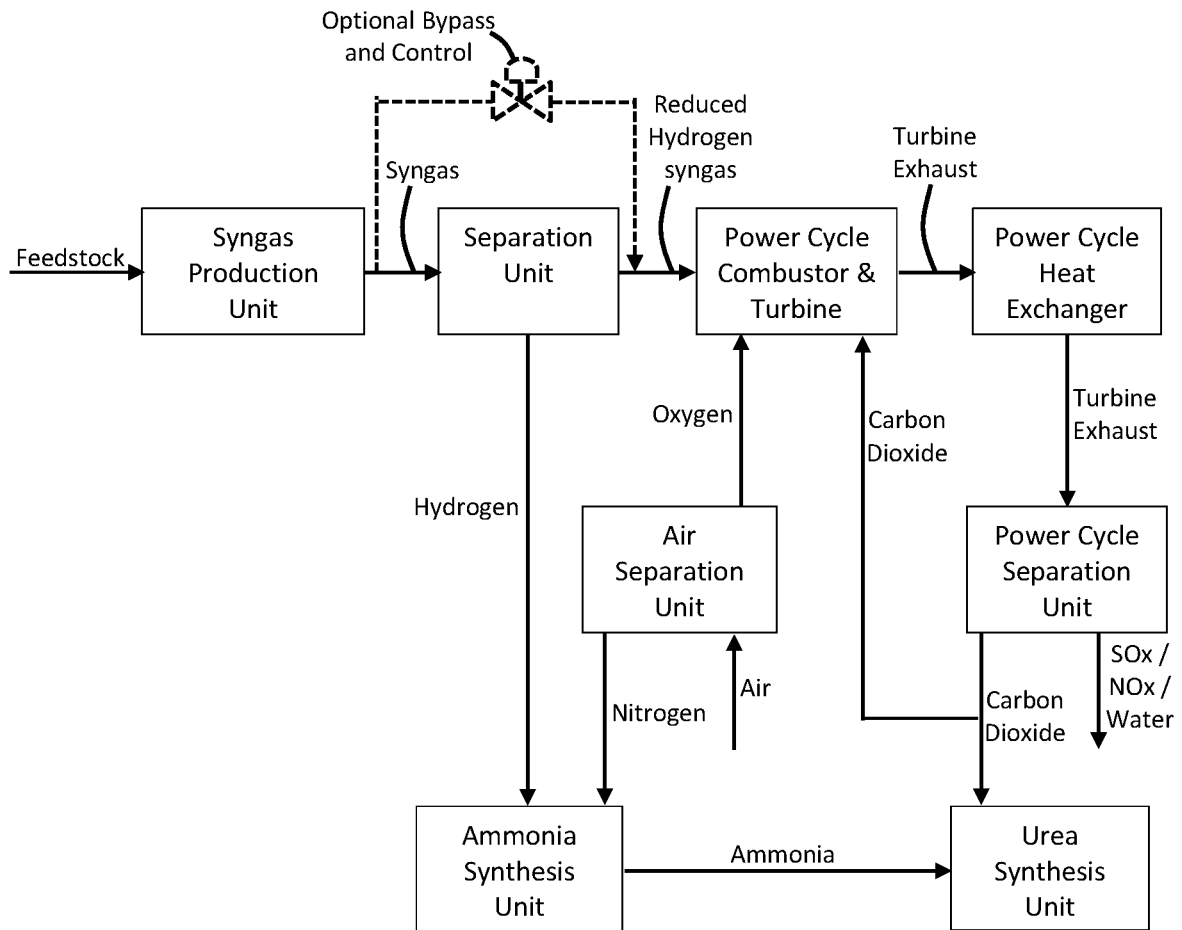 Optional Bypass
and Control
Reduced
Hydrogen
syngas
Turbine
Exhaust
Syngas
Feedstock
Syngas
Production
Unit
Separation
Unit
Power Cycle
Combustor &
Turbine
Power Cycle
Heat
Exchanger
Oxygen
Carbon
Dioxide
Turbine
Exhaust
Hydrogen
Air
Separation
Unit
Power Cycle
Separation
Unit
Nitrogen
Air
Carbon
Dioxide
SOx /
NOx /
Water
Ammonia
Synthesis
Unit
Ammonia
Urea
Synthesis
Unit